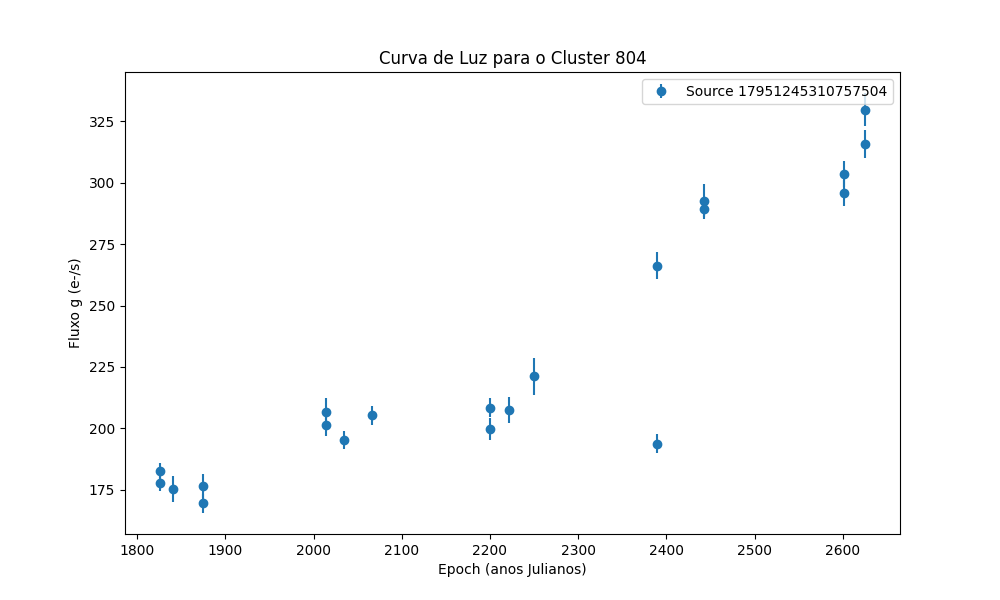 Curva de Luz para o Cluster 804
Source 17951245310757504
Fluxo g (e-/s)
325
300
275
250
225
200
175
1800 1900 2000 2100 2200 2300 2400 2500 2600
Epoch (anos Julianos)